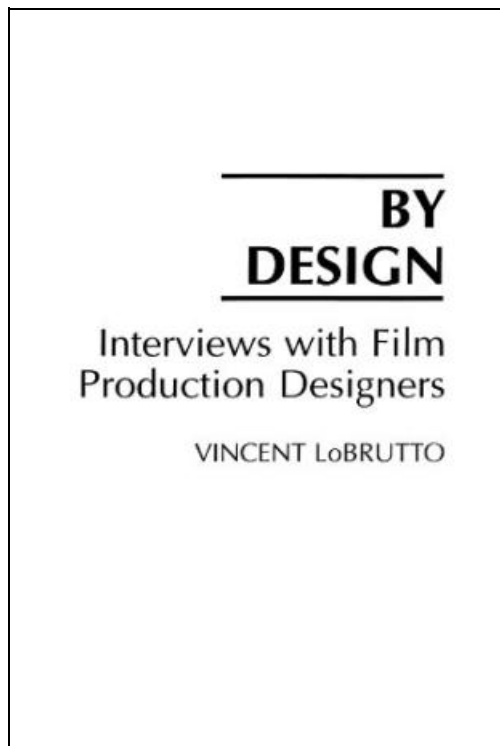 BY
DESIGN
Interviews with Film
Production Designers
VINCENT LoBRUTTO